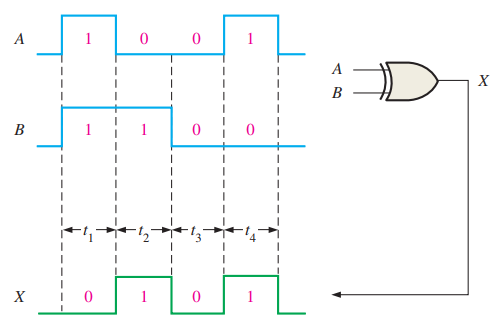 A 1 0 0 1
A
B
X
B 1 1 0 0
t₁ t₂ t₃ t₄
X 0 1 0 1